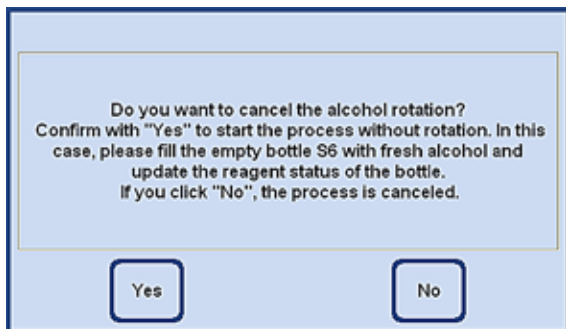 Do you want to cancel the alcohol rotation?
Confirm with "Yes" to start the process without rotation. In this
case, please fill the empty bottle S6 with fresh alcohol and
update the reagent status of the bottle.
If you click "No", the process is canceled.
Yes
No